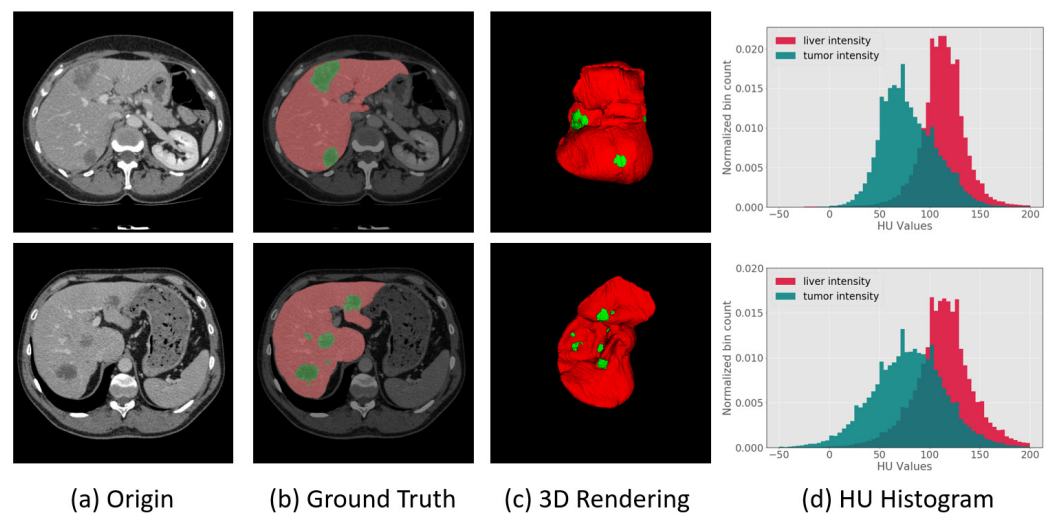 liver intensity
tumor intensity
Normalized bin count
0.020
0.015
0.010
0.005
0.000
−50
0
50
100
150
200
HU Values
liver intensity
tumor intensity
Normalized bin count
0.020
0.015
0.010
0.005
0.000
−50
0
50
100
150
200
HU Values
(a) Origin
(b) Ground Truth
(c) 3D Rendering
(d) HU Histogram